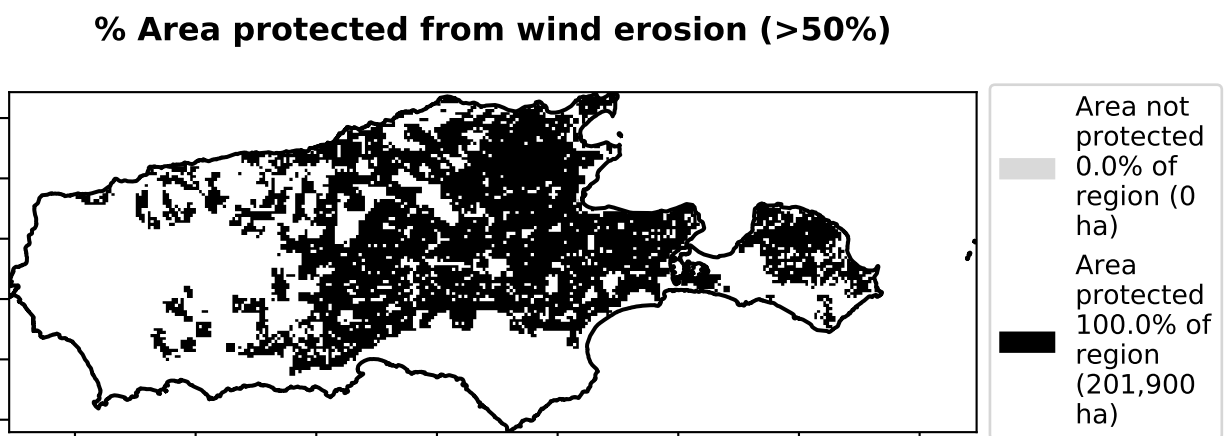 % Area protected from wind erosion (>50%)
Area not
protected
0.0% of
region (0
ha)
Area
protected
100.0% of
region
(201,900
ha)